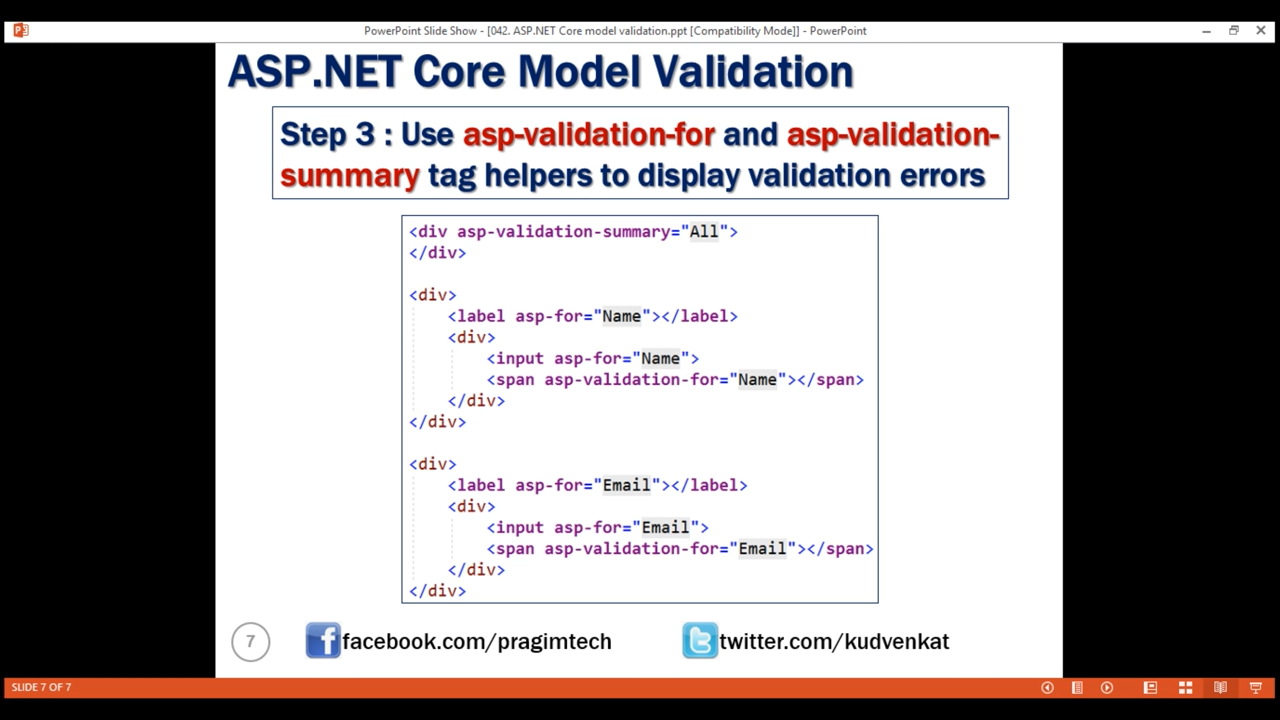 PowerPoint Slide Show - [042. ASP.NET Core model validation.ppt [Compatibility Mode]] - PowerPoint
ASP.NET Core Model Validation
Step 3 : Use asp-validation-for and asp-validation-
summary tag helpers to display validation errors
<div asp-validation-summary="All">
</div>
<div>
<label asp-for="Name"></label>
<div>
<input asp-for="Name">
<span asp-validation-for="Name"></span>
</div>
</div>
<div>
<label asp-for="Email"></label>
<div>
<input asp-for="Email">
<span asp-validation-for="Email"></span>
</div>
</div>
7
facebook.com/pragimtech
twitter.com/kudvenkat
SLIDE 7 OF 7